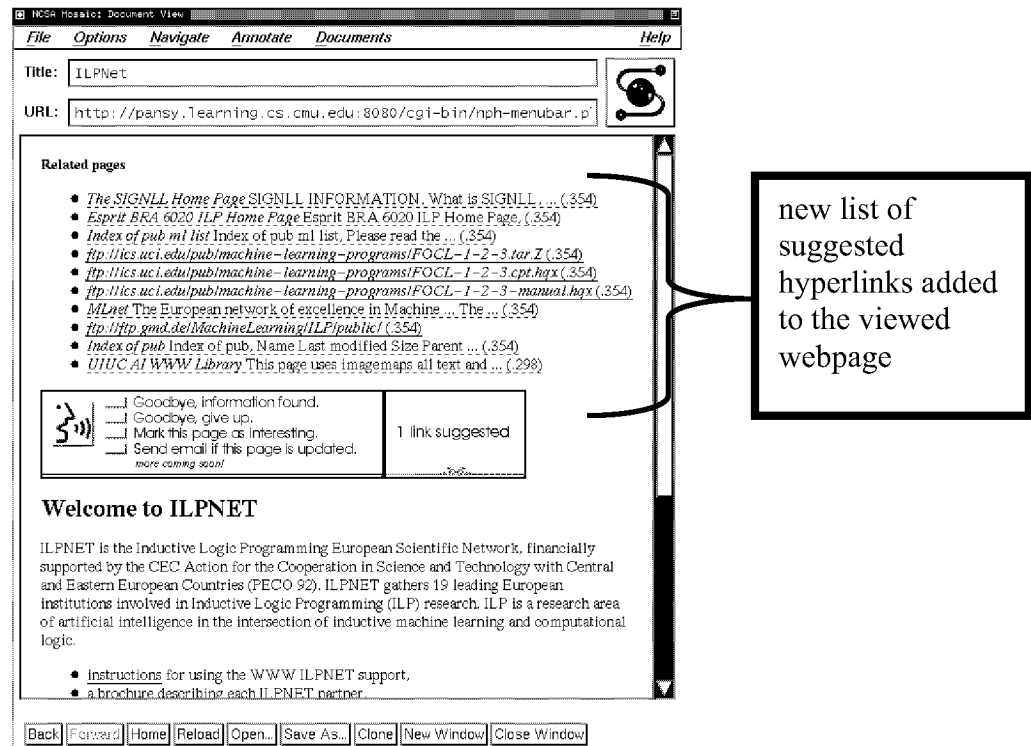 NCSA Mosaic: Document View
File Options Navigate Annotate Documents Help
Title: ILPNet
URL: http://pansy.learning.cs.cmu.edu:8080/cgi-bin/nph-menubar.p
Related pages
The SIGNLL Home Page SIGNLL INFORMATION, What is SIGNLL, ... (.354)
Esprit BRA 6020 ILP Home Page Esprit BRA 6020 ILP Home Page, (.354)
Index of pub ml list Index of pub ml list, Please read the ... (.354)
ftp://ics.uci.edu/pub/machine-learning-programs/FOCL-1-2-3.tar.Z (.354)
ftp://ics.uci.edu/pub/machine-learning-programs/FOCL-1-2-3.cpt.hqx (.354)
ftp://ics.uci.edu/pub/machine-learning-programs/FOCL-1-2-3-manual.hqx (.354)
MLnet The European network of excellence in Machine ... The ... (.354)
ftp://ftp.gmd.de/MachineLearning/ILP/public/ (.354)
Index of pub Index of pub, Name Last modified Size Parent ... (.354)
UIUC AI WWW Library This page uses imagemaps all text and ... (.298)
new list of
suggested
hyperlinks added
to the viewed
webpage
Goodbye, information found.
Goodbye, give up.
Mark this page as interesting.
Send email if this page is updated.
more coming soon!
1 link suggested
Welcome to ILPNET
ILPNET is the Inductive Logic Programming European Scientific Network, financially
supported by the CEC Action for the Cooperation in Science and Technology with Central
and Eastern European Countries (PECO 92). ILPNET gathers 19 leading European
institutions involved in Inductive Logic Programming (ILP) research. ILP is a research area
of artificial intelligence in the intersection of inductive machine learning and computational
logic.
instructions for using the WWW ILPNET support,
a brochure describing each ILPNET partner,
Back Forward Home Reload Open... Save As... Clone New Window Close Window